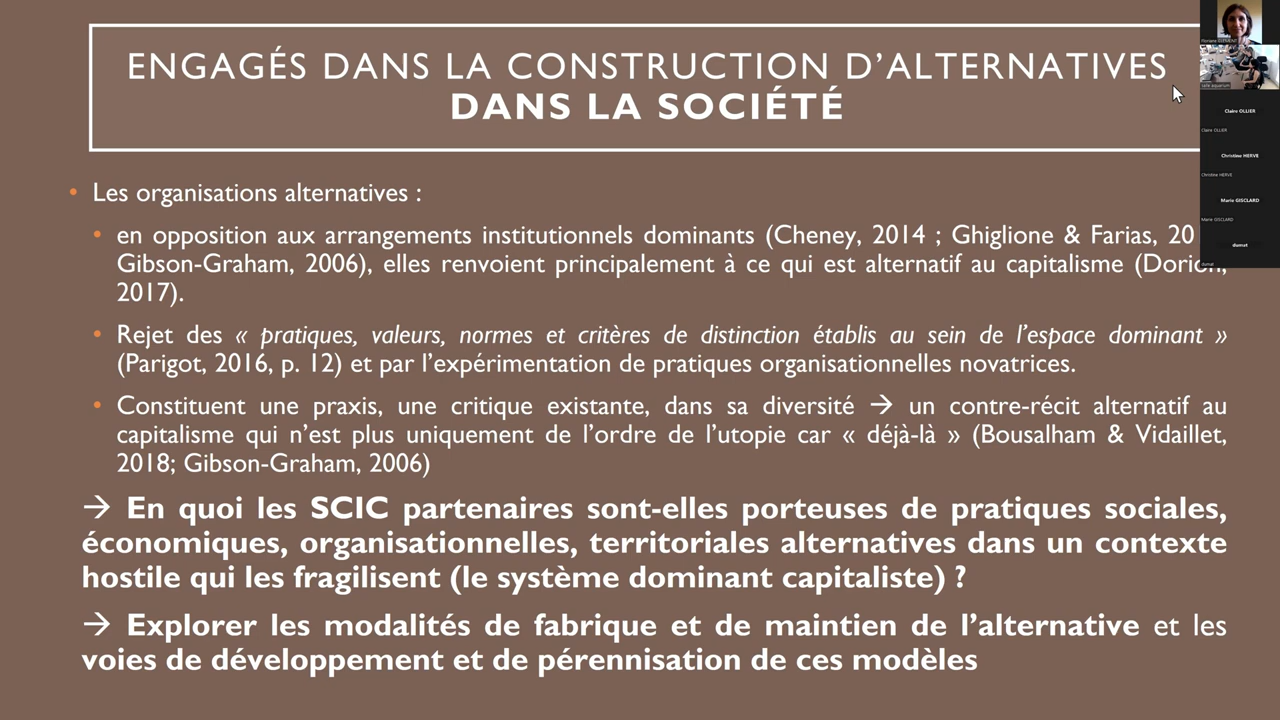 ENGAGÉS DANS LA CONSTRUCTION D'ALTERNATIVES
DANS LA SOCIÉTÉ
• Les organisations alternatives :
• en opposition aux arrangements institutionnels dominants (Cheney, 2014 ; Ghiglione & Farias, 20
Gibson-Graham, 2006), elles renvoient principalement à ce qui est alternatif au capitalisme (Dorion,
2017).
• Rejet des « pratiques, valeurs, normes et critères de distinction établis au sein de l'espace dominant »
(Parigot, 2016, p. 12) et par l'expérimentation de pratiques organisationnelles novatrices.
• Constituent une praxis, une critique existante, dans sa diversité → un contre-récit alternatif au
capitalisme qui n'est plus uniquement de l'ordre de l'utopie car « déjà-là » (Bousalham & Vidaillet,
2018; Gibson-Graham, 2006)
→ En quoi les SCIC partenaires sont-elles porteuses de pratiques sociales,
économiques, organisationnelles, territoriales alternatives dans un contexte
hostile qui les fragilisent (le système dominant capitaliste) ?
→ Explorer les modalités de fabrique et de maintien de l'alternative et les
voies de développement et de pérennisation de ces modèles
Floriane CLEMENT
salle aquarium
Claire OLLIER
Claire OLLIER
Christine HERVE
Christine HERVE
Marie GISCLARD
Marie GISCLARD
dumat
dumat